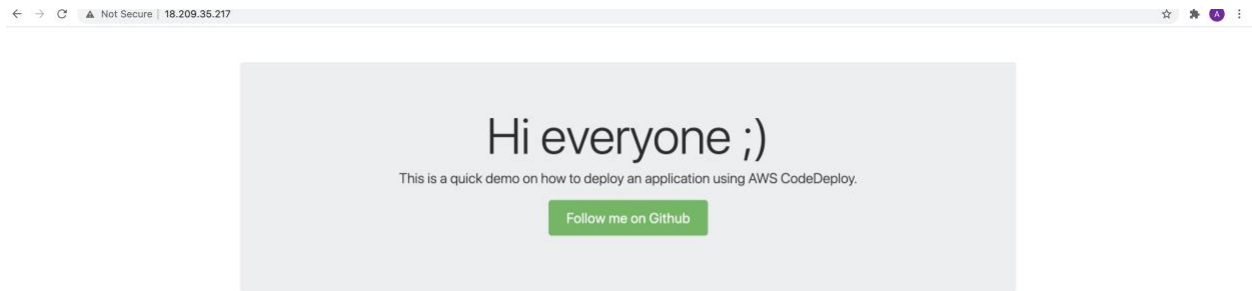 Not Secure | 18.209.35.217
A
Hi everyone ;)
This is a quick demo on how to deploy an application using AWS CodeDeploy.
Follow me on Github